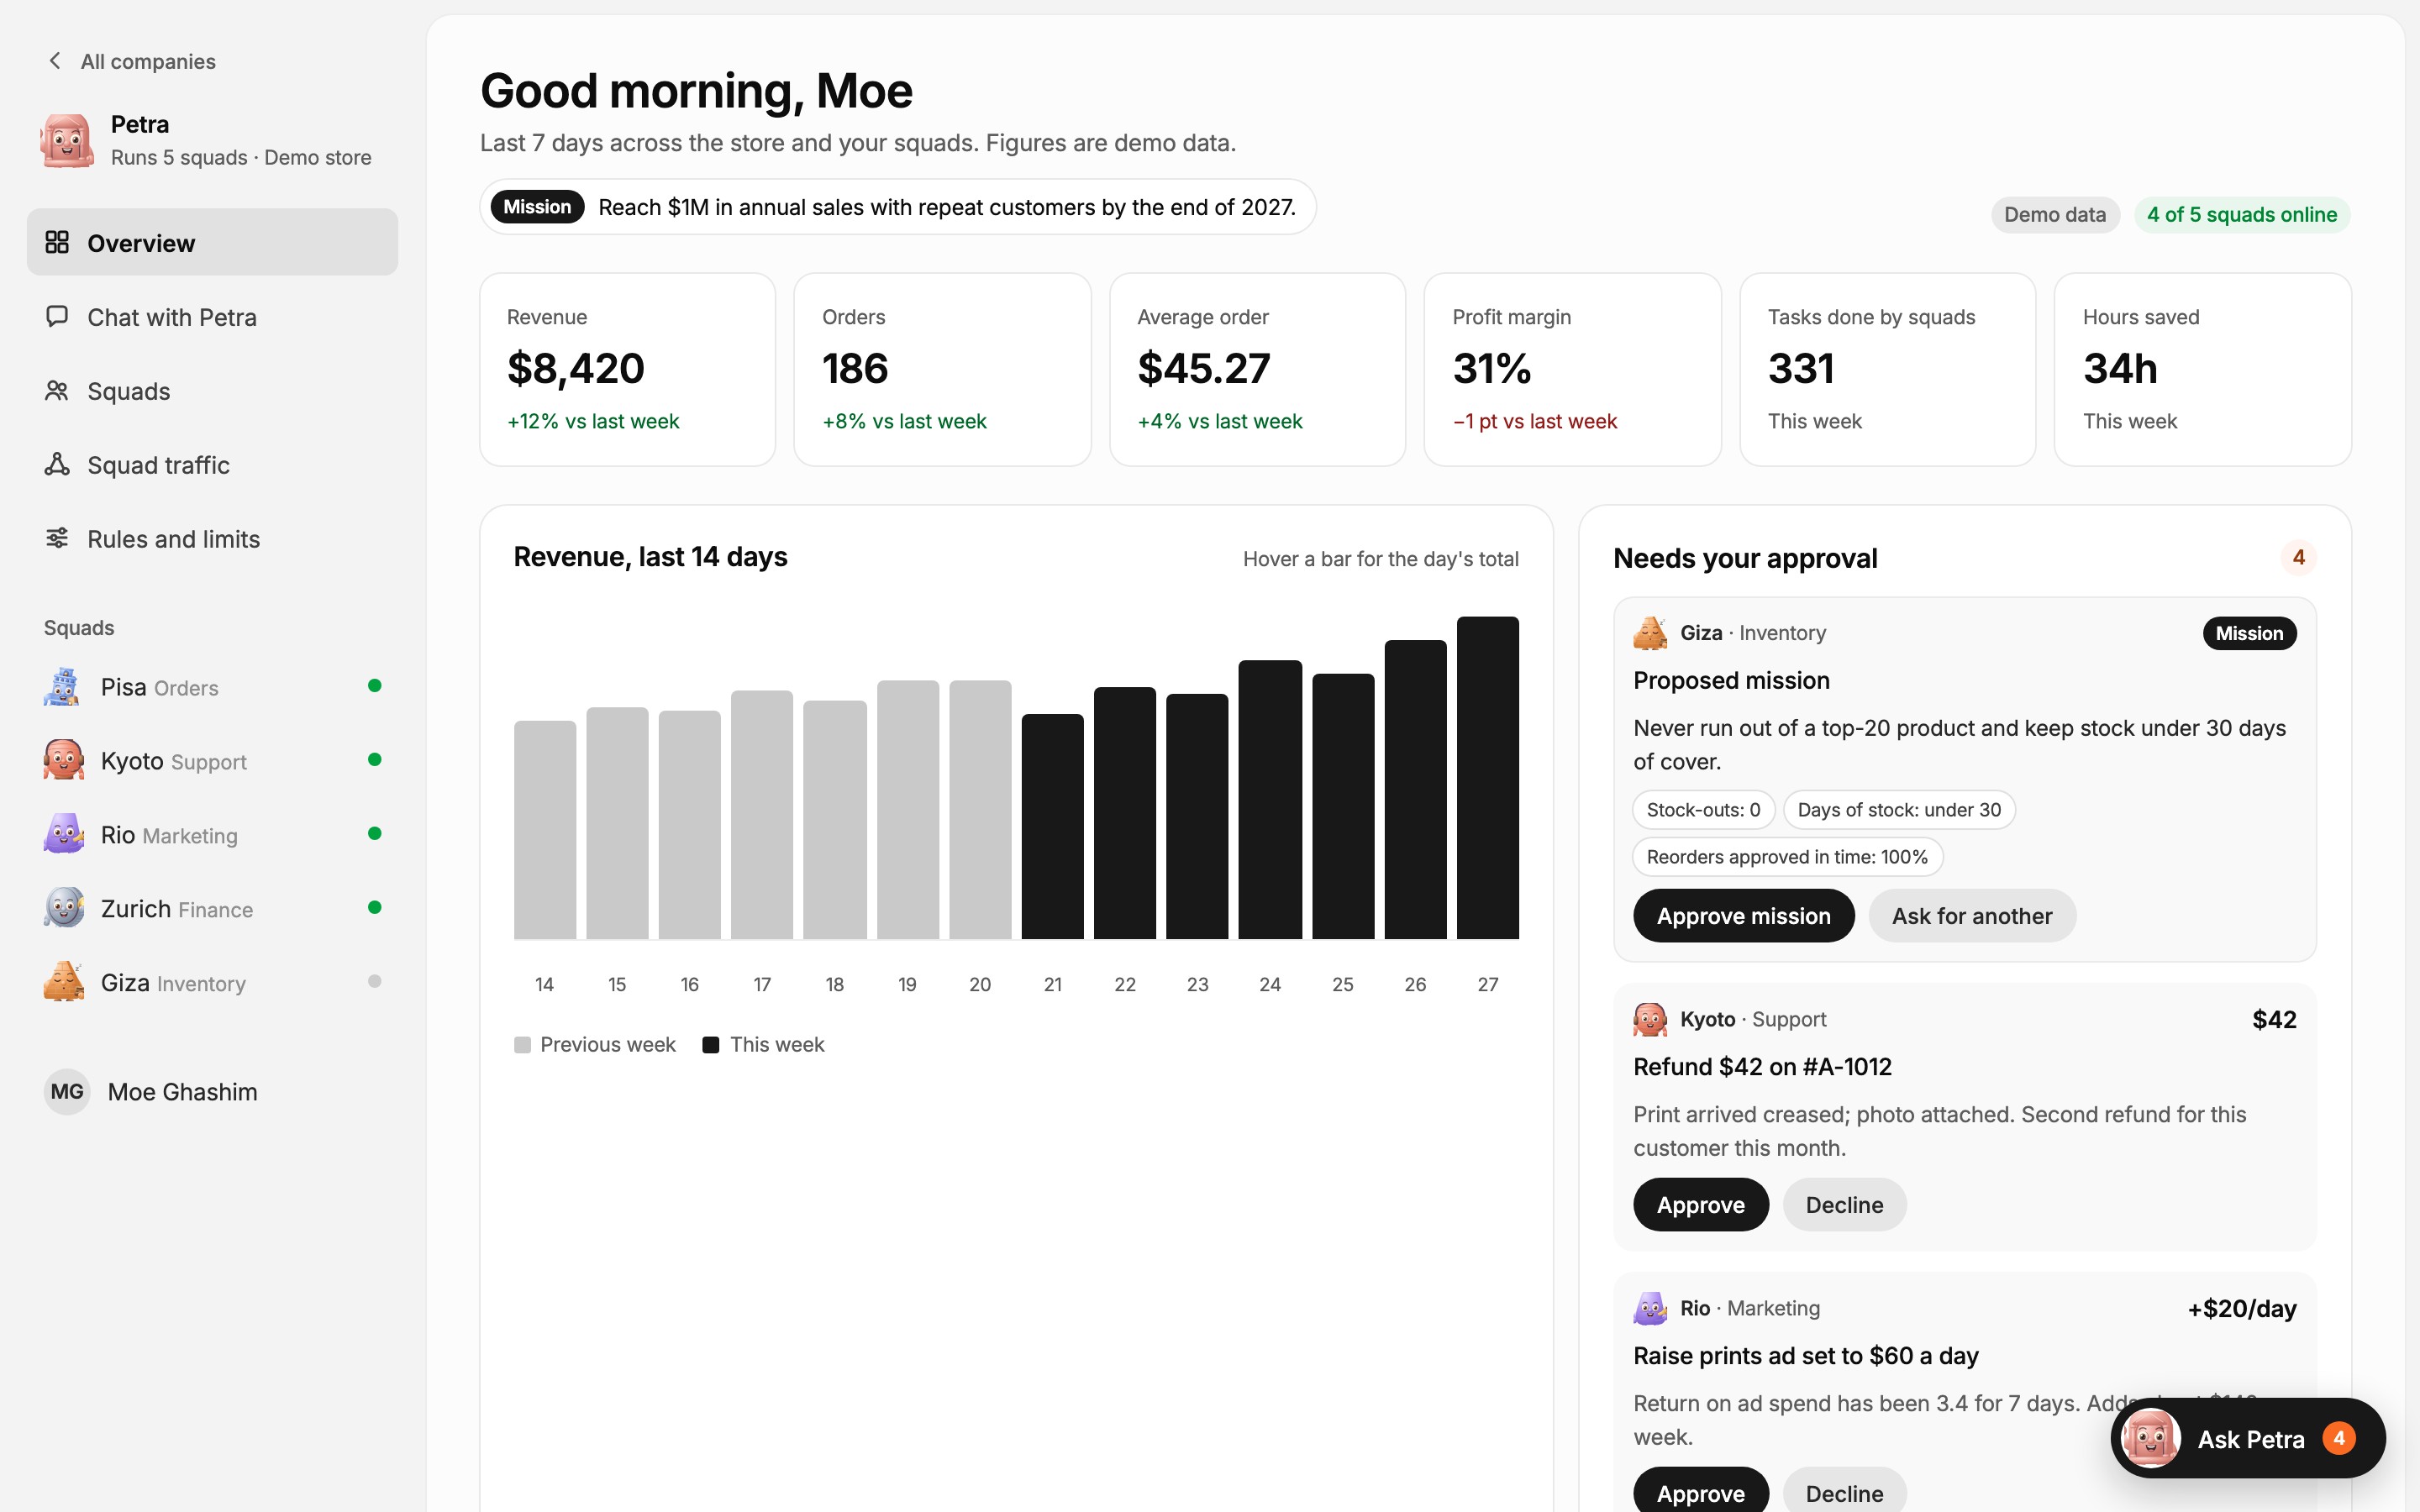 All companies
Petra
Runs 5 squads · Demo store
Overview
Chat with Petra
Squads
Squad traffic
Rules and limits
Squads
Pisa Orders
Kyoto Support
Rio Marketing
Zurich Finance
Giza Inventory
MG Moe Ghashim
Good morning, Moe
Last 7 days across the store and your squads. Figures are demo data.
Mission Reach $1M in annual sales with repeat customers by the end of 2027.
Demo data 4 of 5 squads online
Revenue
$8,420
+12% vs last week
Orders
186
+8% vs last week
Average order
$45.27
+4% vs last week
Profit margin
31%
−1 pt vs last week
Tasks done by squads
331
This week
Hours saved
34h
This week
Revenue, last 14 days
Hover a bar for the day's total
14 15 16 17 18 19 20 21 22 23 24 25 26 27
Previous week This week
Needs your approval 4
Giza · Inventory Mission
Proposed mission
Never run out of a top-20 product and keep stock under 30 days
of cover.
Stock-outs: 0 Days of stock: under 30
Reorders approved in time: 100%
Approve mission Ask for another
Kyoto · Support $42
Refund $42 on #A-1012
Print arrived creased; photo attached. Second refund for this
customer this month.
Approve Decline
Rio · Marketing +$20/day
Raise prints ad set to $60 a day
Return on ad spend has been 3.4 for 7 days.
week.
Approve Decline
Ask Petra 4